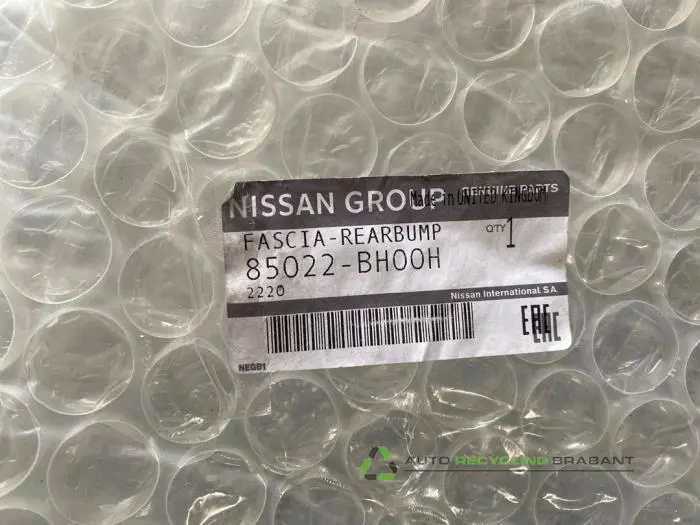 NISSAN GROUP GENUINE PARTS
Made in UNITED KINGDOM
FASCIA-REARBUMP
QTY 1
85022-BH00H
2220
Nissan International. S.A.
EAC
NEGB1
AUTO RECYCLING BRABANT